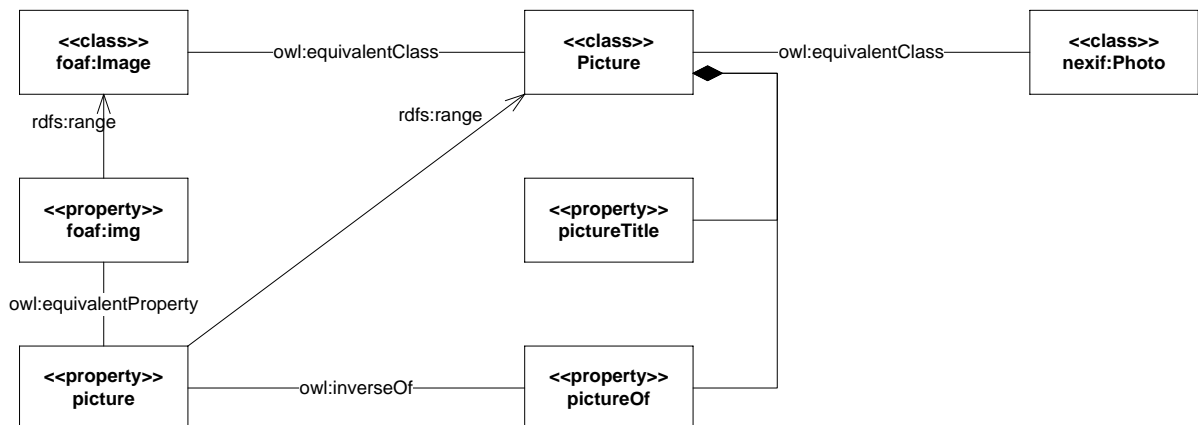 <<class>>
foaf:Image
owl:equivalentClass
<<class>>
Picture
owl:equivalentClass
<<class>>
nexif:Photo
rdfs:range
rdfs:range
<<property>>
foaf:img
<<property>>
pictureTitle
owl:equivalentProperty
<<property>>
picture
owl:inverseOf
<<property>>
pictureOf